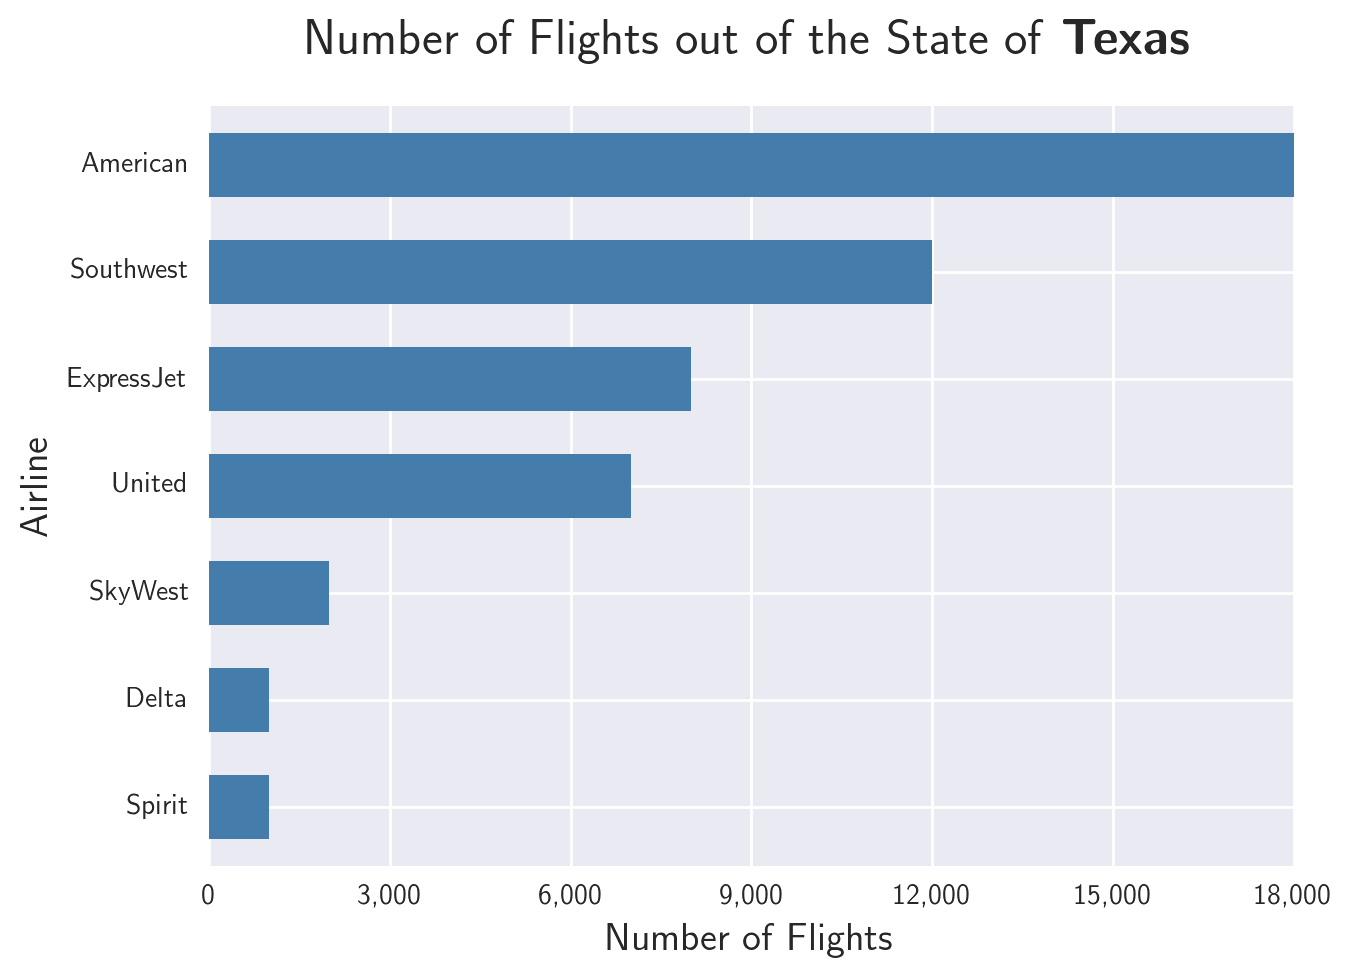 Number of Flights out of the State of Texas
American
Southwest
ExpressJet
United
SkyWest
Delta
Spirit
Airline
0 3,000 6,000 9,000 12,000 15,000 18,000
Number of Flights